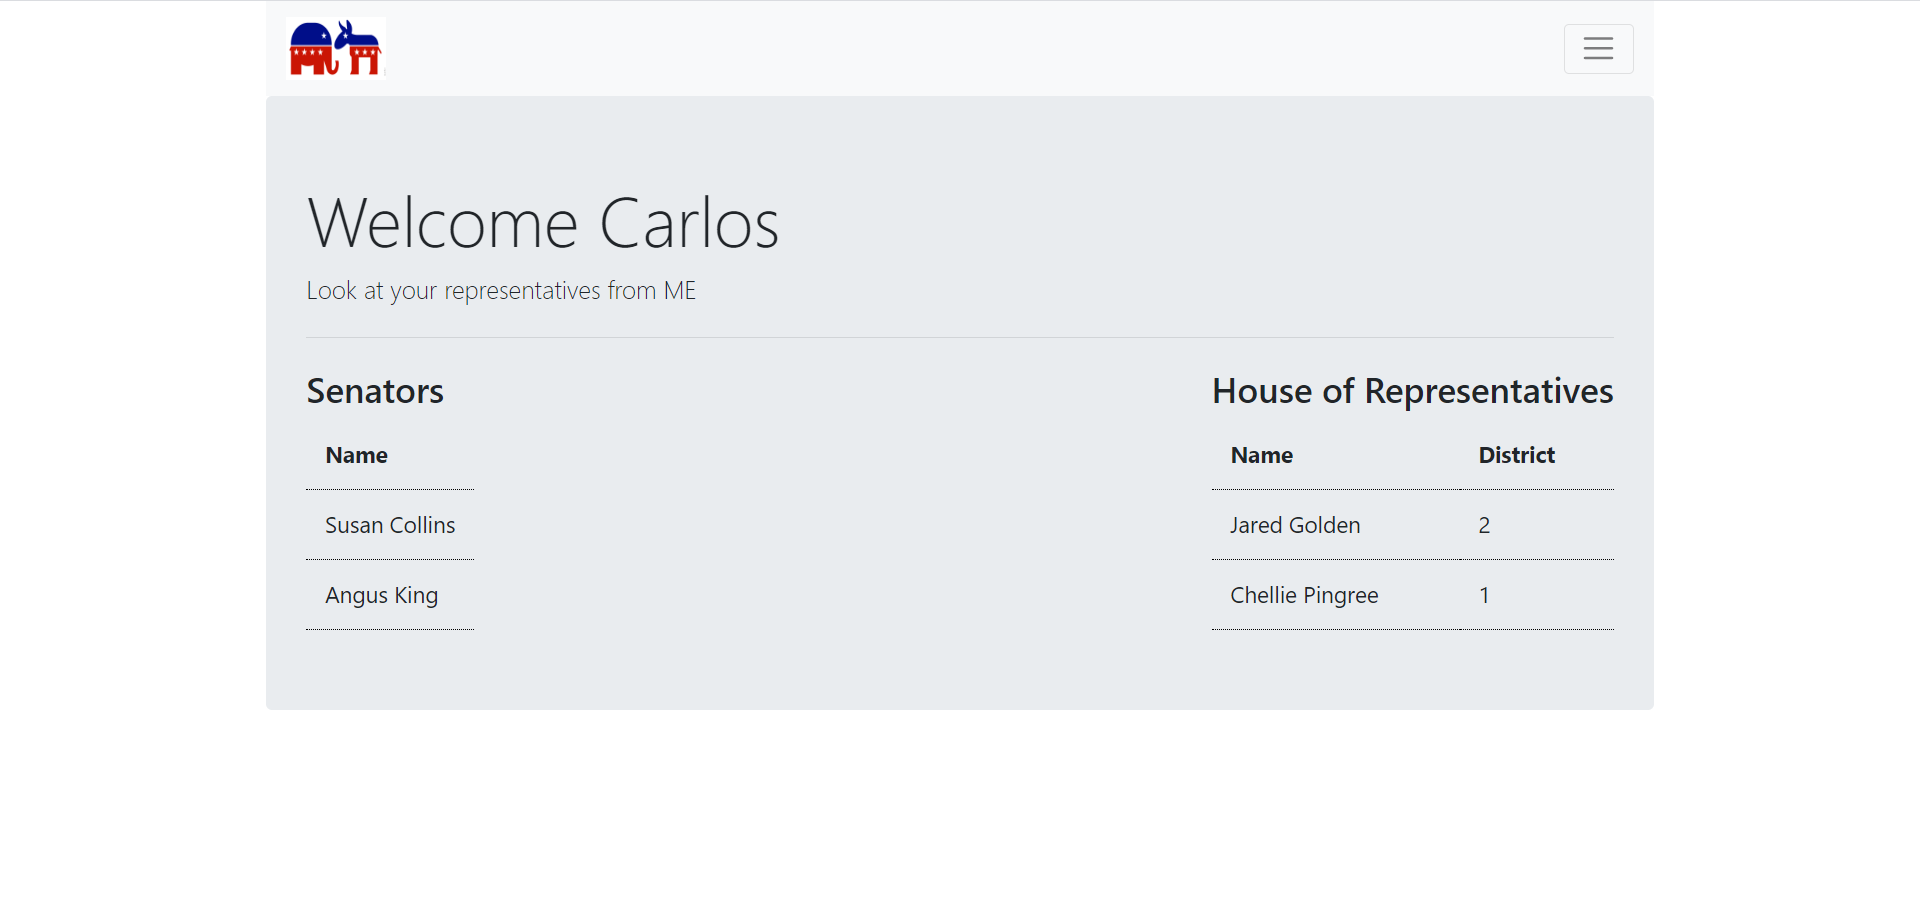 Welcome Carlos
Look at your representatives from ME
Senators
Name
Susan Collins
Angus King
House of Representatives
Name District
Jared Golden 2
Chellie Pingree 1